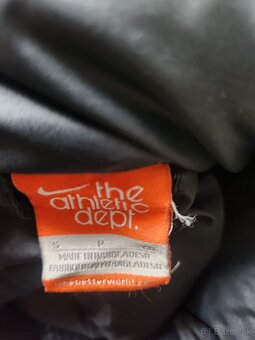 the
athletic
dept.
S P
MADE IN BANGLADESH
FABRIQUE AU BANGLADESH